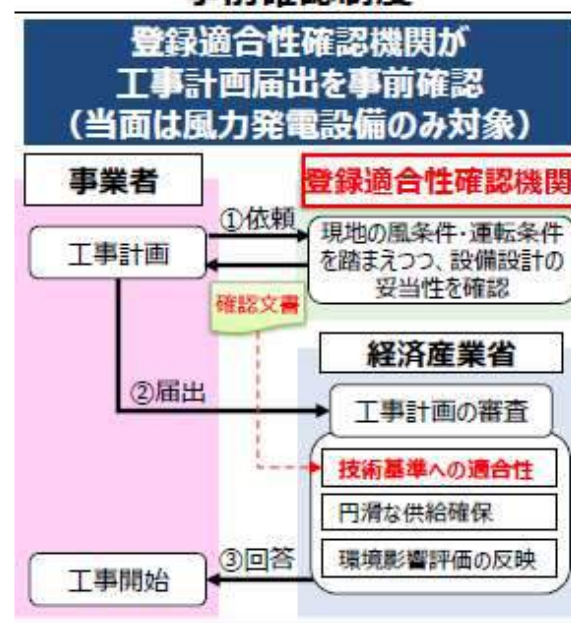 事前確認制度
登録適合性確認機関が
工事計画届出を事前確認
（当面は風力発電設備のみ対象）
事業者
登録適合性確認機関
①依頼
工事計画
現地の風条件・運転条件
を踏まえつつ、設備設計の
妥当性を確認
確認文書
経済産業省
②届出
工事計画の審査
技術基準への適合性
円滑な供給確保
環境影響評価の反映
③回答
工事開始